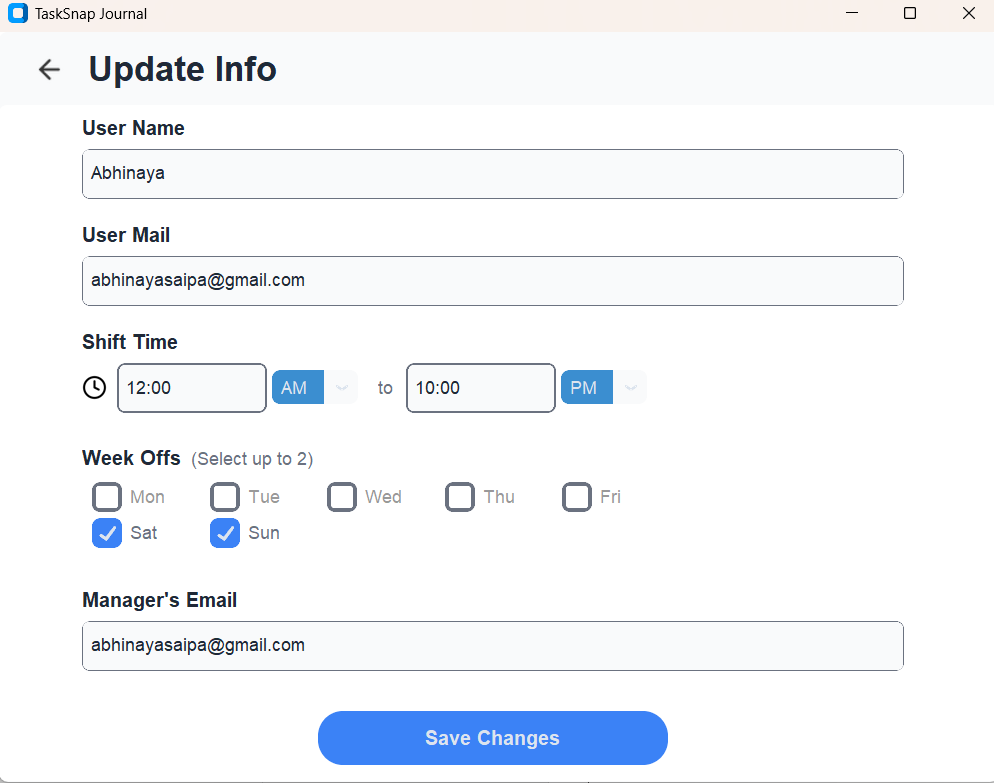 TaskSnap Journal
Update Info
User Name
Abhinaya
User Mail
abhinayasaipa@gmail.com
Shift Time
12:00 AM to 10:00 PM
Week Offs (Select up to 2)
Mon Tue Wed Thu Fri
Sat Sun
Manager's Email
abhinayasaipa@gmail.com
Save Changes